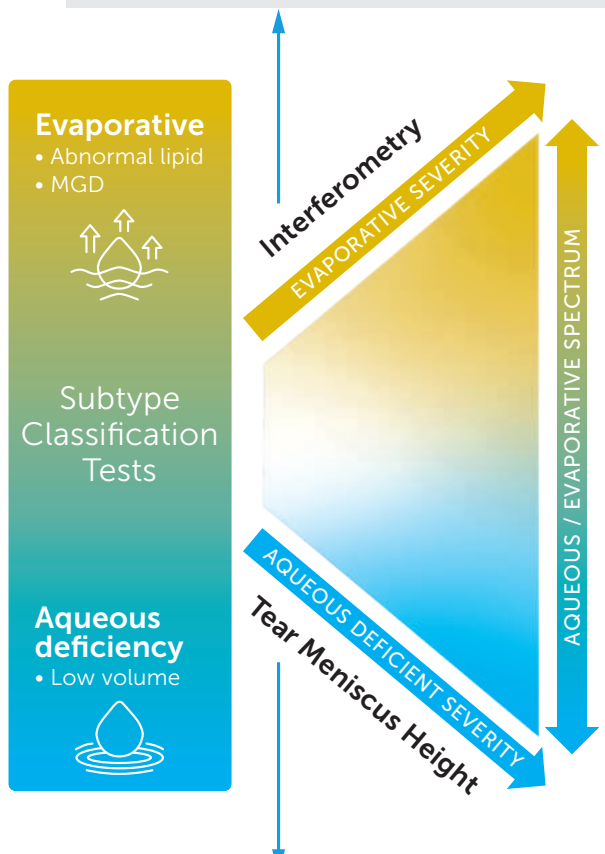 Evaporative
• Abnormal lipid
• MGD
Subtype
Classification
Tests
Aqueous
deficiency
• Low volume
Interferometry
EVAPORATIVE SEVERITY
AQUEOUS DEFICIENT SEVERITY
Tear Meniscus Height
AQUEOUS / EVAPORATIVE SPECTRUM